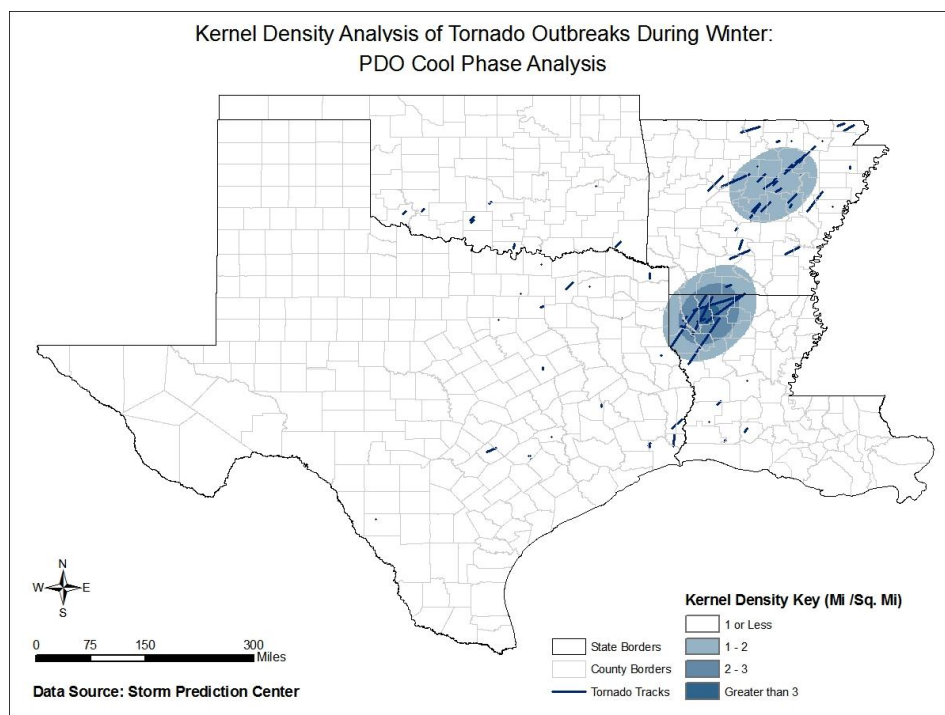 Kernel Density Analysis of Tornado Outbreaks During Winter:
PDO Cool Phase Analysis
N
W E
S
0 75 150 300
Miles
Data Source: Storm Prediction Center
State Borders
County Borders
Tornado Tracks
Kernel Density Key (Mi /Sq. Mi)
1 or Less
1 - 2
2 - 3
Greater than 3